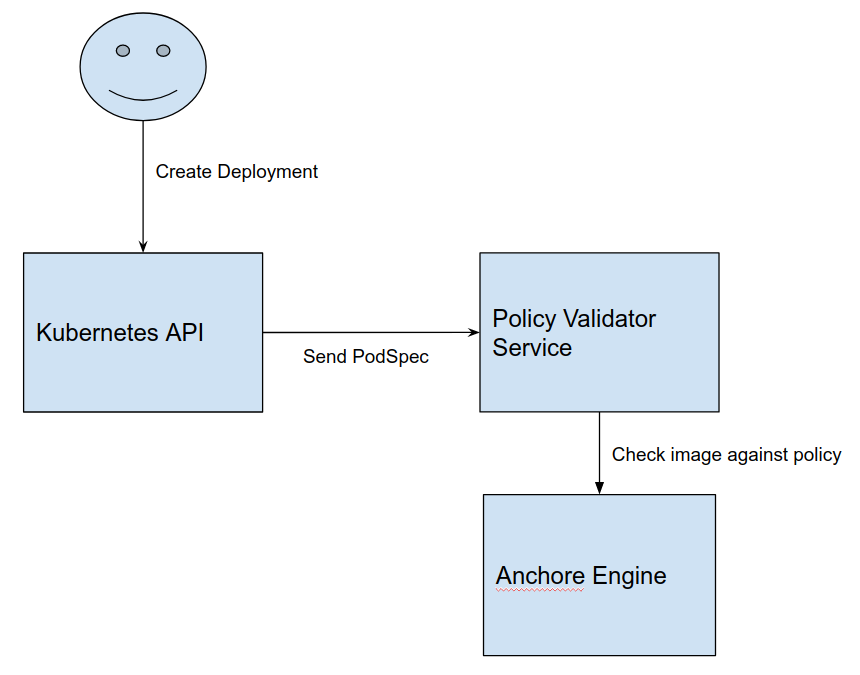 Create Deployment
Kubernetes API
Send PodSpec
Policy Validator
Service
Check image against policy
Anchore Engine